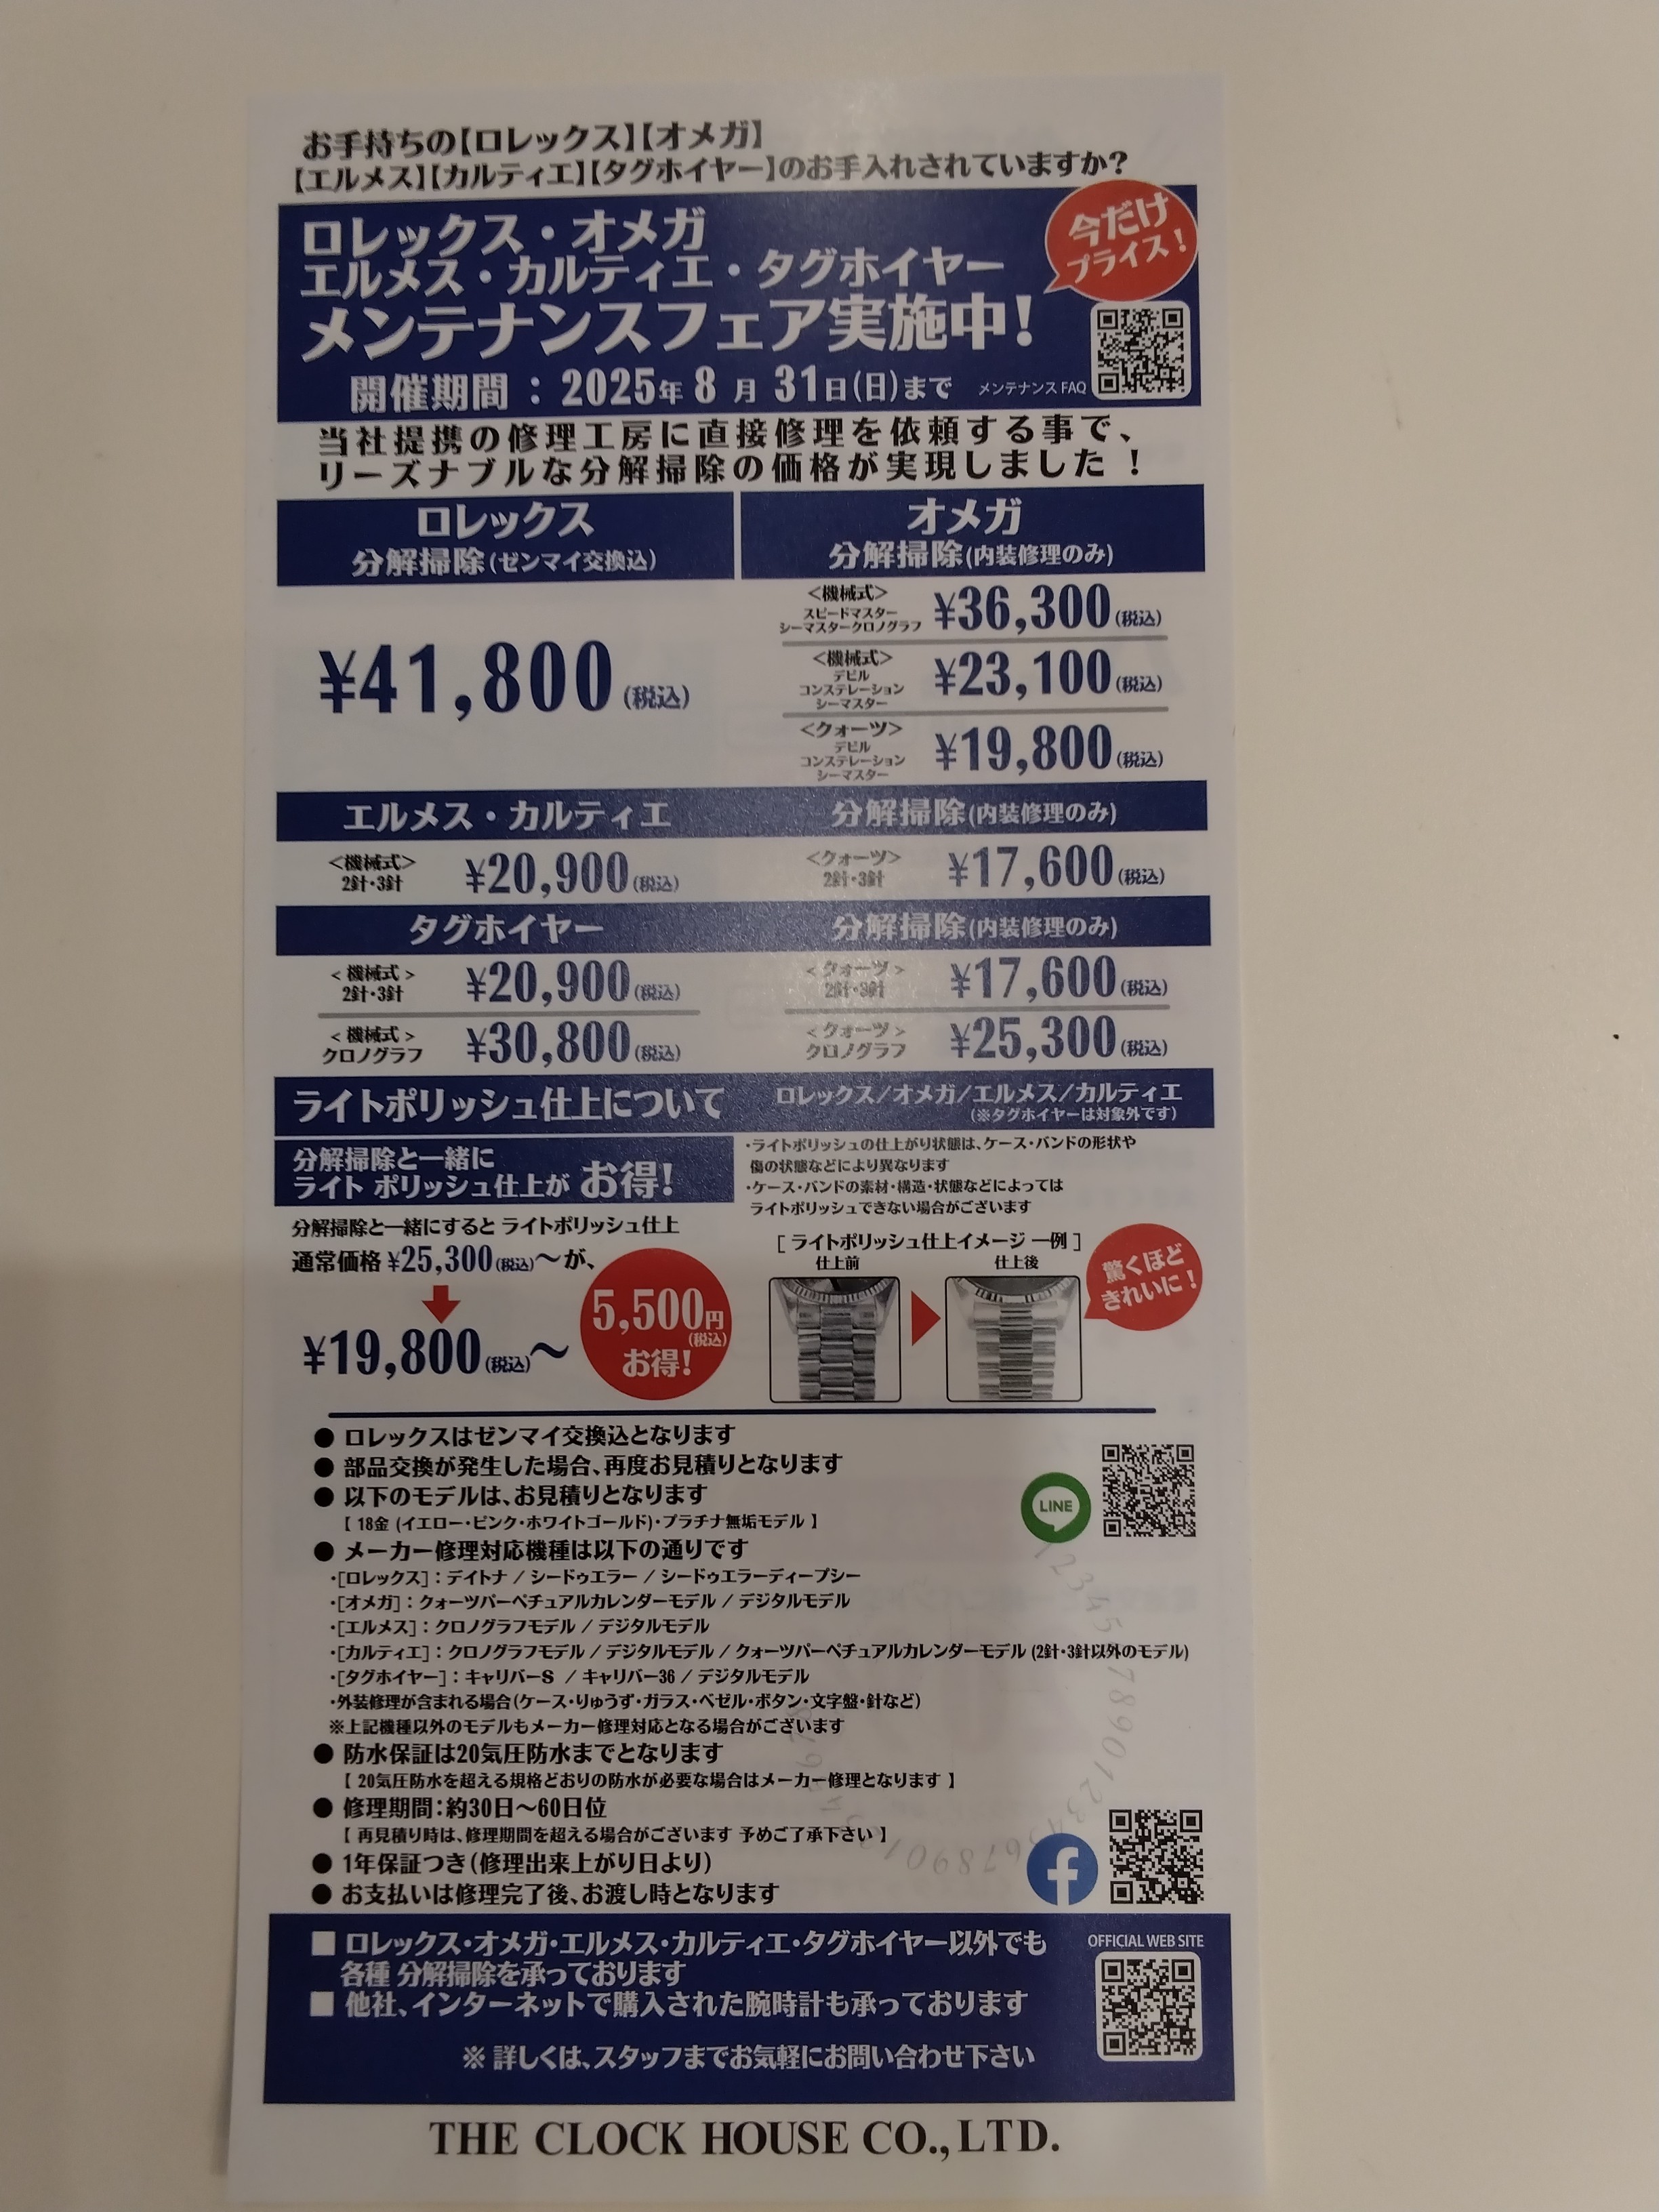 お手持ちの【ロレックス】【オメガ】
【エルメス】【カルティエ】【タグホイヤー】のお手入れされていますか?
今だけ
プライス!
ロレックス・オメガ
エルメス・カルティエ・タグホイヤー
メンテナンスフェア実施中!
開催期間 : 2025年 8 月 31日(日)まで
メンテナンス FAQ
当社提携の修理工房に直接修理を依頼する事で、
リーズナブルな分解掃除の価格が実現しました !
ロレックス
分解掃除(ゼンマイ交換込)
¥41,800(税込)
オメガ
分解掃除(内装修理のみ)
<機械式>
スピードマスター
シーマスタークロノグラフ
¥36,300(税込)
<機械式>
デビル
コンステレーション
シーマスター
¥23,100(税込)
<クォーツ>
デビル
コンステレーション
シーマスター
¥19,800(税込)
エルメス・カルティエ 分解掃除(内装修理のみ)
<機械式>
2針・3針
¥20,900(税込)
<クォーツ>
2針・3針
¥17,600(税込)
タグホイヤー 分解掃除(内装修理のみ)
<機械式>
2針・3針
¥20,900(税込)
<クォーツ>
2針・3針
¥17,600(税込)
<機械式>
クロノグラフ
¥30,800(税込)
<クォーツ>
クロノグラフ
¥25,300(税込)
ライトポリッシュ仕上について
ロレックス/オメガ/エルメス/カルティエ
(※タグホイヤーは対象外です)
分解掃除と一緒に
ライト ポリッシュ仕上が お得!
・ライトポリッシュの仕上がり状態は、ケース・バンドの形状や
傷の状態などにより異なります
・ケース・バンドの素材・構造・状態などによっては
ライトポリッシュできない場合がございます
分解掃除と一緒にすると ライトポリッシュ仕上
通常価格 ¥25,300(税込)〜が、
¥19,800(税込)〜
5,500円
(税込)
お得!
[ ライトポリッシュ仕上イメージ 一例 ]
仕上前
仕上後
驚くほど
きれいに!
● ロレックスはゼンマイ交換込となります
● 部品交換が発生した場合、再度お見積りとなります
● 以下のモデルは、お見積りとなります
【 18金 (イエロー・ピンク・ホワイトゴールド)・プラチナ無垢モデル 】
LINE
● メーカー修理対応機種は以下の通りです
・[ロレックス] : デイトナ / シードゥエラー / シードゥエラーディープシー
・[オメガ] : クォーツパーペチュアルカレンダーモデル / デジタルモデル
・[エルメス] : クロノグラフモデル / デジタルモデル
・[カルティエ] : クロノグラフモデル / デジタルモデル / クォーツパーペチュアルカレンダーモデル (2針・3針以外のモデル)
・[タグホイヤー] : キャリバーS / キャリバー36 / デジタルモデル
・外装修理が含まれる場合(ケース・りゅうず・ガラス・ベゼル・ボタン・文字盤・針など)
※上記機種以外のモデルもメーカー修理対応となる場合がございます
● 防水保証は20気圧防水までとなります
【 20気圧防水を超える規格どおりの防水が必要な場合はメーカー修理となります 】
● 修理期間:約30日〜60日位
【 再見積り時は、修理期間を超える場合がございます 予めご了承下さい 】
● 1年保証つき(修理出来上がり日より)
● お支払いは修理完了後、お渡し時となります
■ ロレックス・オメガ・エルメス・カルティエ・タグホイヤー以外でも
各種 分解掃除を承っております
■ 他社、インターネットで購入された腕時計も承っております
※ 詳しくは、スタッフまでお気軽にお問い合わせ下さい
OFFICIAL WEB SITE
THE CLOCK HOUSE CO., LTD.